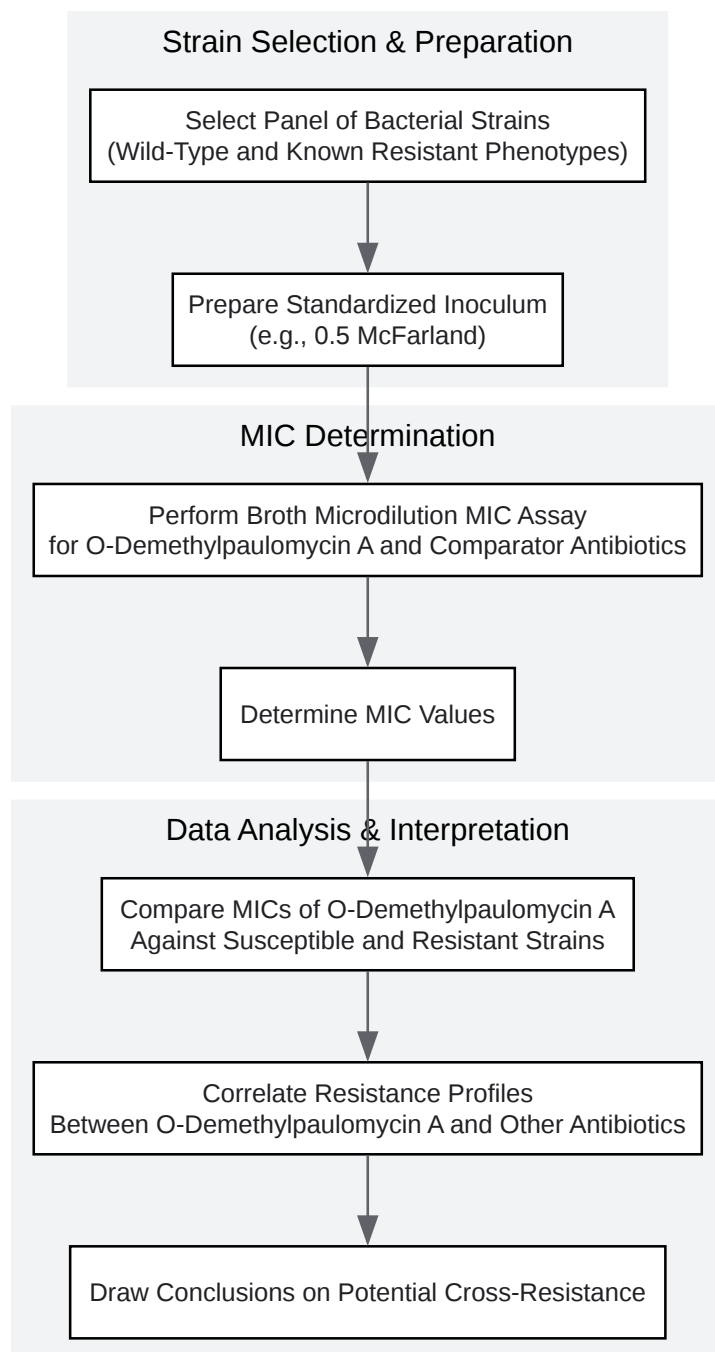 Strain Selection & Preparation
Select Panel of Bacterial Strains
(Wild-Type and Known Resistant Phenotypes)
Prepare Standardized Inoculum
(e.g., 0.5 McFarland)
MIC Determination
Perform Broth Microdilution MIC Assay
for O-Demethylpaulomycin A and Comparator Antibiotics
Determine MIC Values
Data Analysis & Interpretation
Compare MICs of O-Demethylpaulomycin A
Against Susceptible and Resistant Strains
Correlate Resistance Profiles
Between O-Demethylpaulomycin A and Other Antibiotics
Draw Conclusions on Potential Cross-Resistance